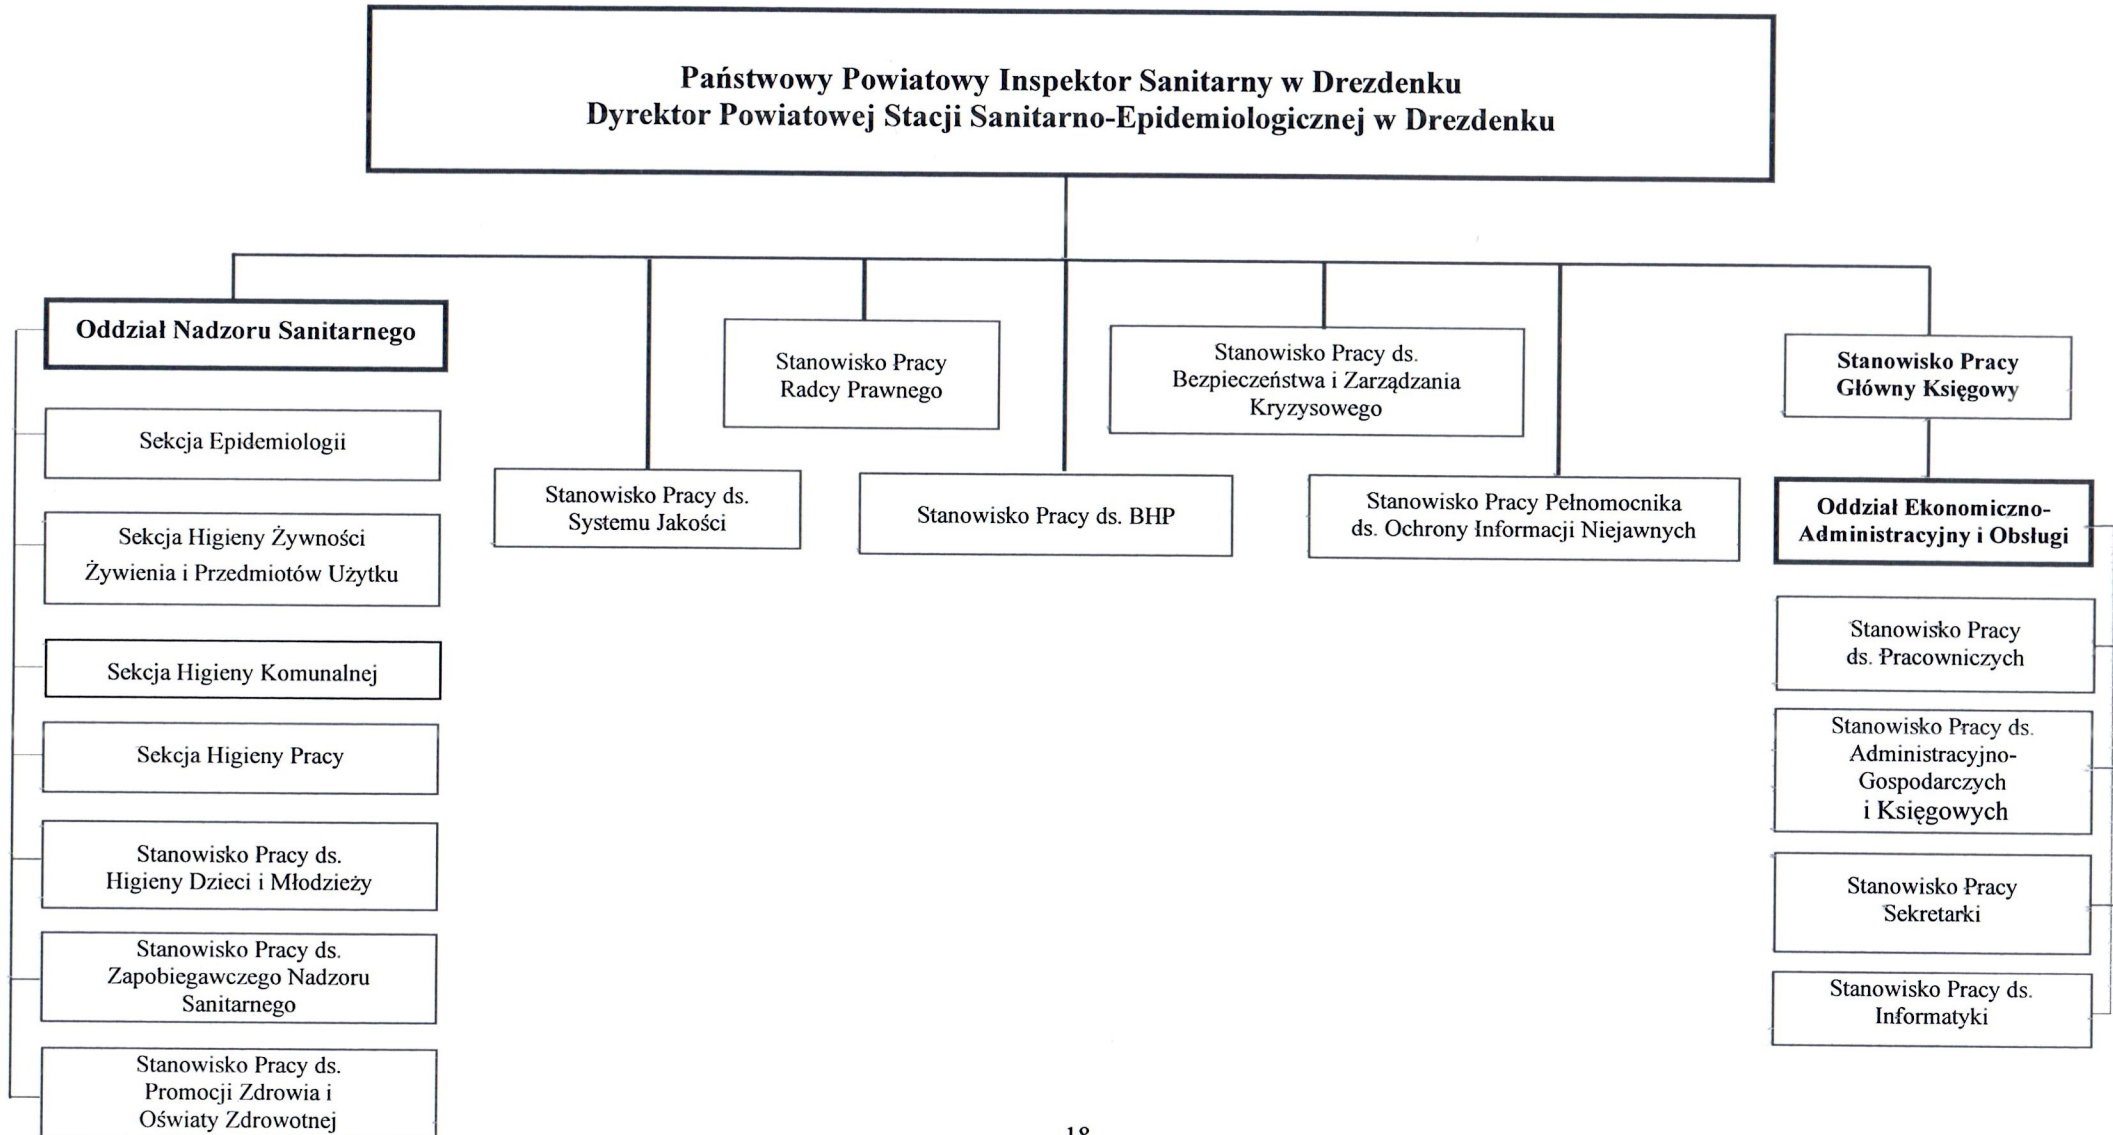 Państwowy Powiatowy Inspektor Sanitarny w Drezdenku
Dyrektor Powiatowej Stacji Sanitarno-Epidemiologicznej w Drezdenku
Oddział Nadzoru Sanitarnego
Sekcja Epidemiologii
Sekcja Higieny Żywności
Żywienia i Przedmiotów Użytku
Sekcja Higieny Komunalnej
Sekcja Higieny Pracy
Stanowisko Pracy ds.
Higieny Dzieci i Młodzieży
Stanowisko Pracy ds.
Zapobiegawczego Nadzoru
Sanitarnego
Stanowisko Pracy ds.
Promocji Zdrowia i
Oświaty Zdrowotnej
Stanowisko Pracy ds.
Systemu Jakości
Stanowisko Pracy
Radcy Prawnego
Stanowisko Pracy ds. BHP
Stanowisko Pracy ds.
Bezpieczeństwa i Zarządzania
Kryzysowego
Stanowisko Pracy Pełnomocnika
ds. Ochrony Informacji Niejawnych
Stanowisko Pracy
Główny Księgowy
Oddział Ekonomiczno-
Administracyjny i Obsługi
Stanowisko Pracy
ds. Pracowniczych
Stanowisko Pracy ds.
Administracyjno-
Gospodarczych
i Księgowych
Stanowisko Pracy
Sekretarki
Stanowisko Pracy ds.
Informatyki
18